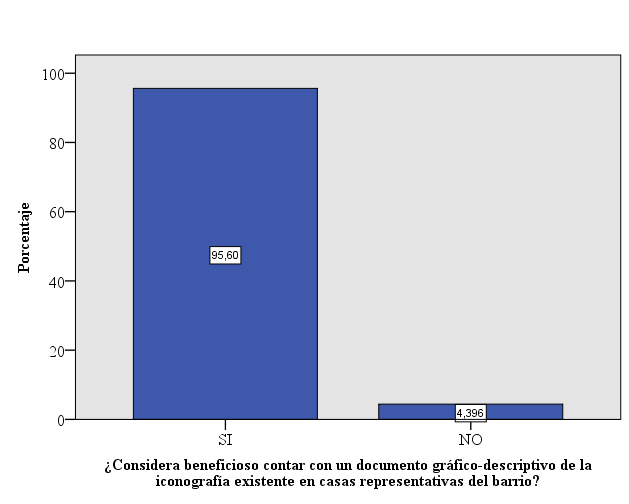 100
80
60
40
20
0
Porcentaje
95,60
4,396
SI NO
¿Considera beneficioso contar con un documento gráfico-descriptivo de la
iconografía existente en casas representativas del barrio?